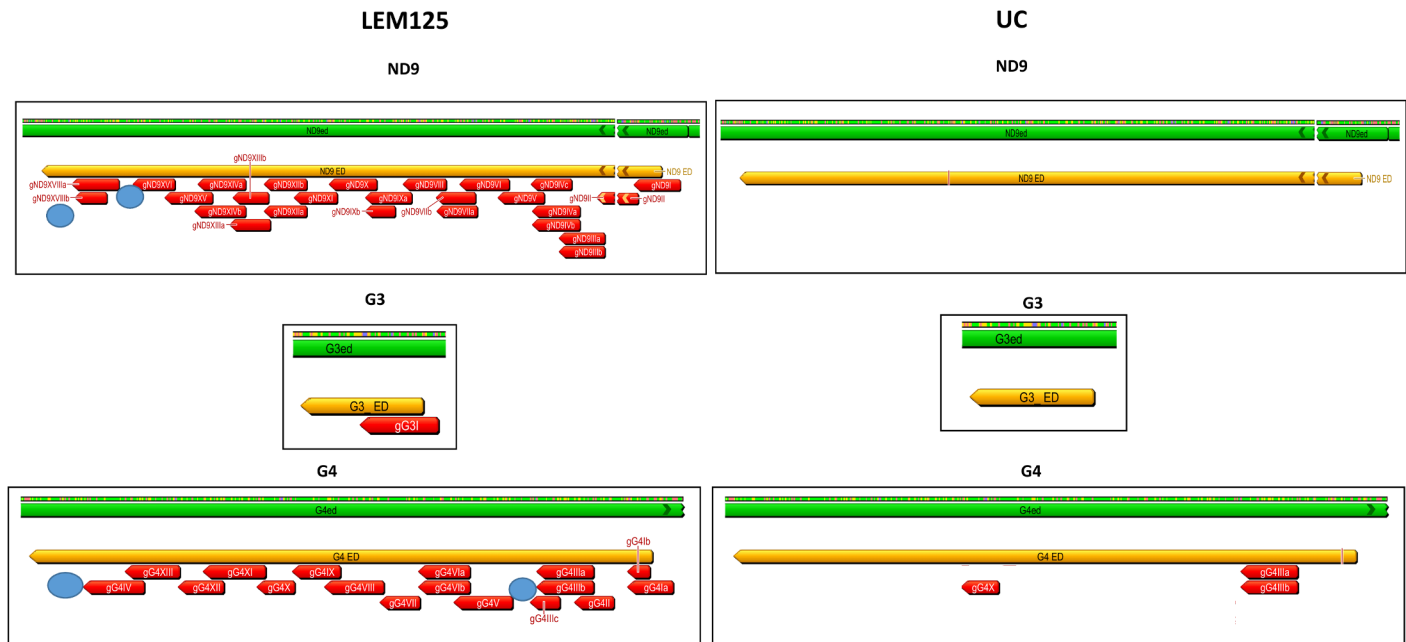 LEM125
UC
ND9
ND9
ND9ed
ND9ed
gND9XIIIb
ND9 ED
ND9 ED
gND9XVIIIa
gND9XVI
gND9XIVa
gND9XIIb
gND9X
gND9VIII
gND9VI
gND9IVc
gND9I
gND9XVIIIb
gND9XV
gND9XI
gND9IXa
gND9V
gND9II
gND9II
gND9XIVb
gND9XIIa
gND9IXb
gND9VIIb
gND9VIIa
gND9IVa
gND9XIIIa
gND9IVb
gND9IIIa
gND9IIIb
ND9ed
ND9ed
ND9 ED
ND9 ED
G3
G3
G3ed
G3_ED
gG3I
G3ed
G3_ED
G4
G4
G4ed
gG4Ib
G4 ED
gG4XIII
gG4XI
gG4IX
gG4VIa
gG4IIIa
gG4IV
gG4XII
gG4X
gG4VIII
gG4VIb
gG4IIIb
gG4Ia
gG4VII
gG4V
gG4II
gG4IIIc
G4ed
G4 ED
gG4IIIa
gG4X
gG4IIIb